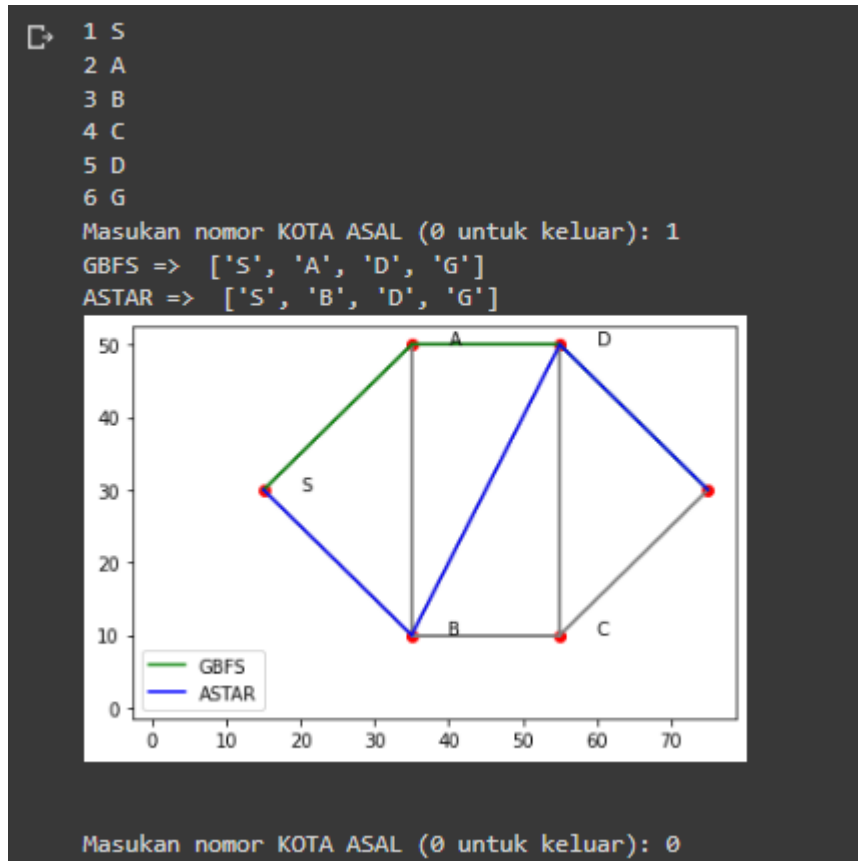 1 S
2 A
3 B
4 C
5 D
6 G
Masukan nomor KOTA ASAL (0 untuk keluar): 1
GBFS => ['S', 'A', 'D', 'G']
ASTAR => ['S', 'B', 'D', 'G']
50
A
D
40
30
S
20
10
B
C
GBFS
ASTAR
0
0 10 20 30 40 50 60 70
Masukan nomor KOTA ASAL (0 untuk keluar): 0